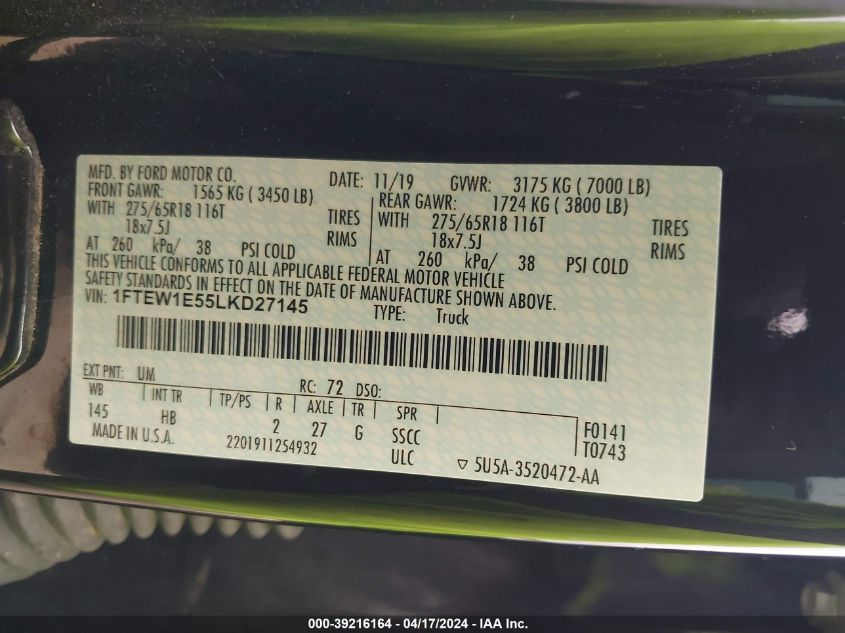 MFD. BY FORD MOTOR CO. DATE: 11/19 GVWR: 3175 KG ( 7000 LB)
FRONT GAWR: 1565 KG ( 3450 LB) REAR GAWR: 1724 KG ( 3800 LB)
WITH 275/65R18 116T TIRES WITH 275/65R18 116T TIRES
18x7.5J RIMS 18x7.5J RIMS
AT 260 kPa/ 38 PSI COLD AT 260 kPa/ 38 PSI COLD
THIS VEHICLE CONFORMS TO ALL APPLICABLE FEDERAL MOTOR VEHICLE
SAFETY STANDARDS IN EFFECT ON THE DATE OF MANUFACTURE SHOWN ABOVE.
VIN: 1FTEW1E55LKD27145 TYPE: Truck
EXT PNT: UM RC: 72 DSO:
WB INT TR TP/PS R AXLE TR SPR F0141
145 HB 2 27 G SSCC T0743
MADE IN U.S.A. 2201911254932 ULC ▽ 5U5A-3520472-AA
000-39216164 - 04/17/2024 - IAA Inc.